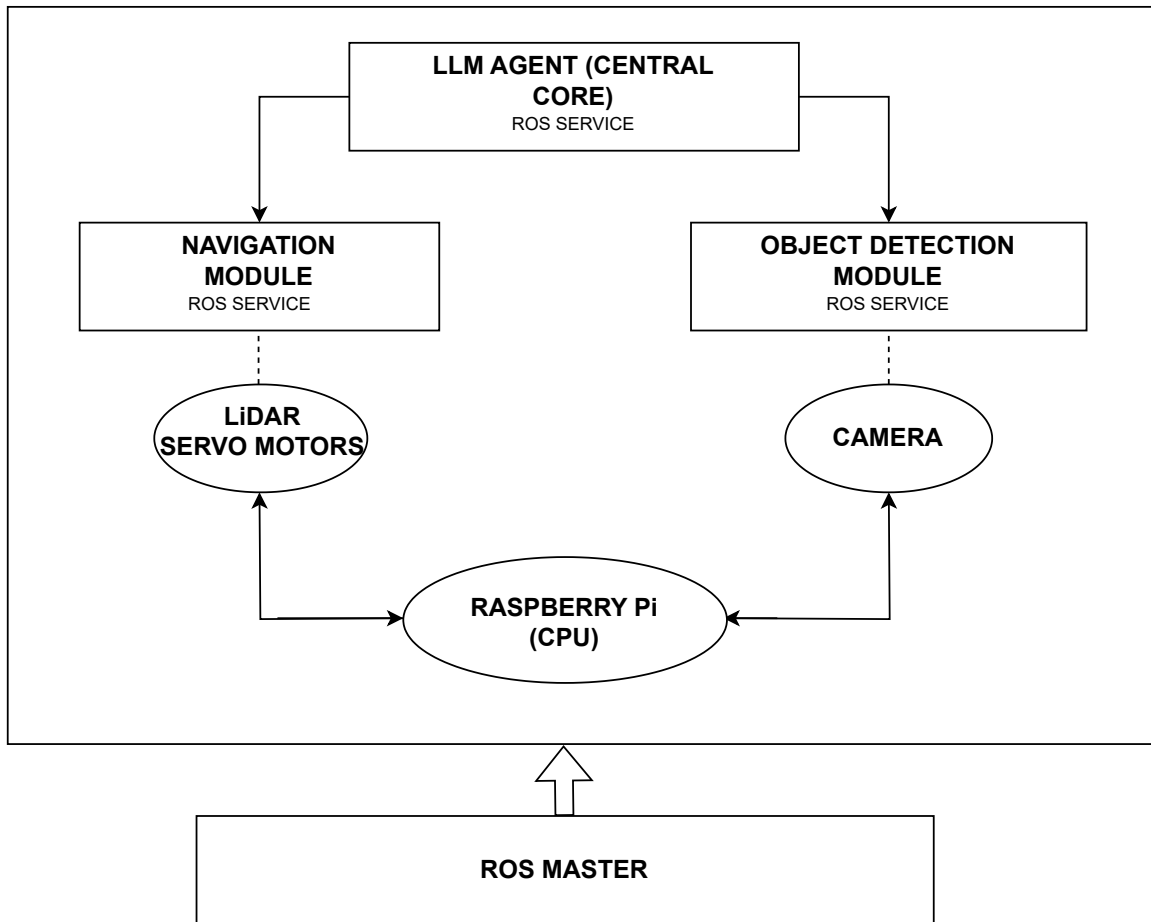 LLM AGENT (CENTRAL
CORE)
ROS SERVICE
NAVIGATION
MODULE
ROS SERVICE
OBJECT DETECTION
MODULE
ROS SERVICE
LiDAR
SERVO MOTORS
CAMERA
RASPBERRY Pi
(CPU)
ROS MASTER